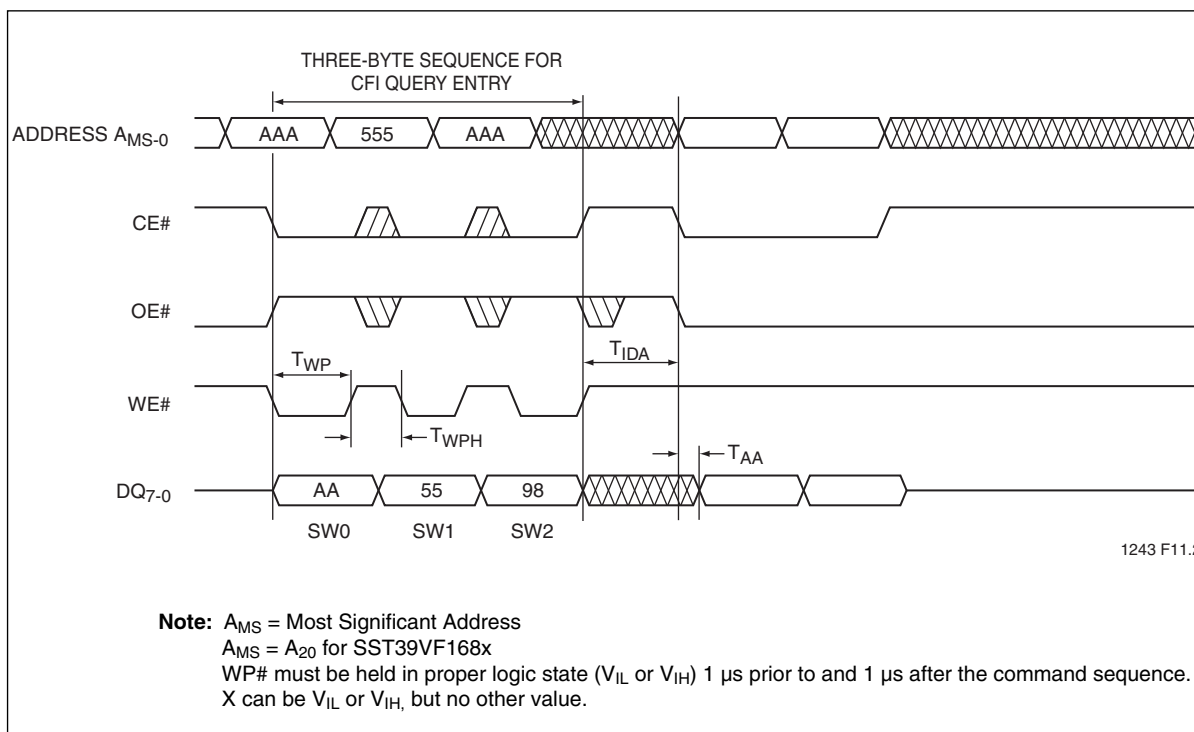 THREE-BYTE SEQUENCE FOR
CFI QUERY ENTRY
ADDRESS AMS-0
AAA 555 AAA
CE#
OE#
TWP TIDA
WE#
TWPH
TAA
DQ7-0
AA 55 98
SW0 SW1 SW2
1243 F11.2
Note: AMS = Most Significant Address
AMS = A20 for SST39VF168x
WP# must be held in proper logic state (VIL or VIH) 1 µs prior to and 1 µs after the command sequence.
X can be VIL or VIH, but no other value.